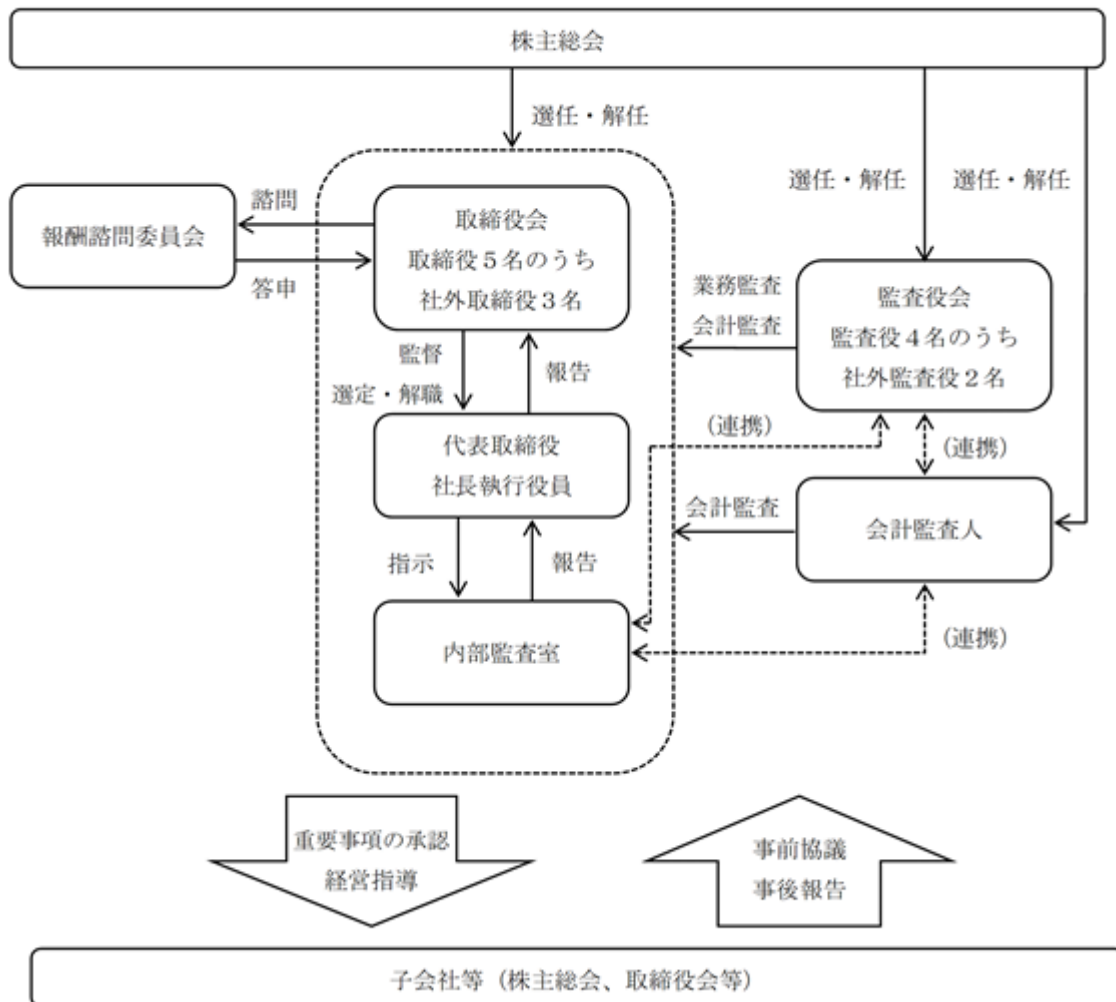 株主総会
選任・解任
選任・解任
選任・解任
諮問
報酬諮問委員会
答申
取締役会
取締役5名のうち
社外取締役3名
業務監査
会計監査
監査役会
監査役4名のうち
社外監査役2名
監督
選定・解職
報告
(連携)
(連携)
代表取締役
社長執行役員
会計監査
会計監査人
指示
報告
内部監査室
(連携)
重要事項の承認
経営指導
事前協議
事後報告
子会社等(株主総会、取締役会等)